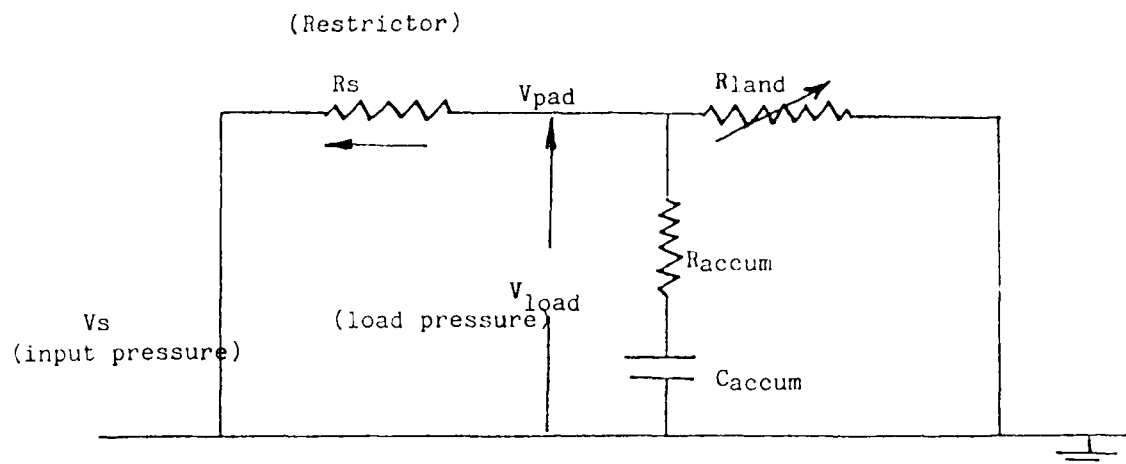 (Restrictor)
Rs
Vpad
Rland
Raccum
Vload
(load pressure)
Vs
(input pressure)
Caccum